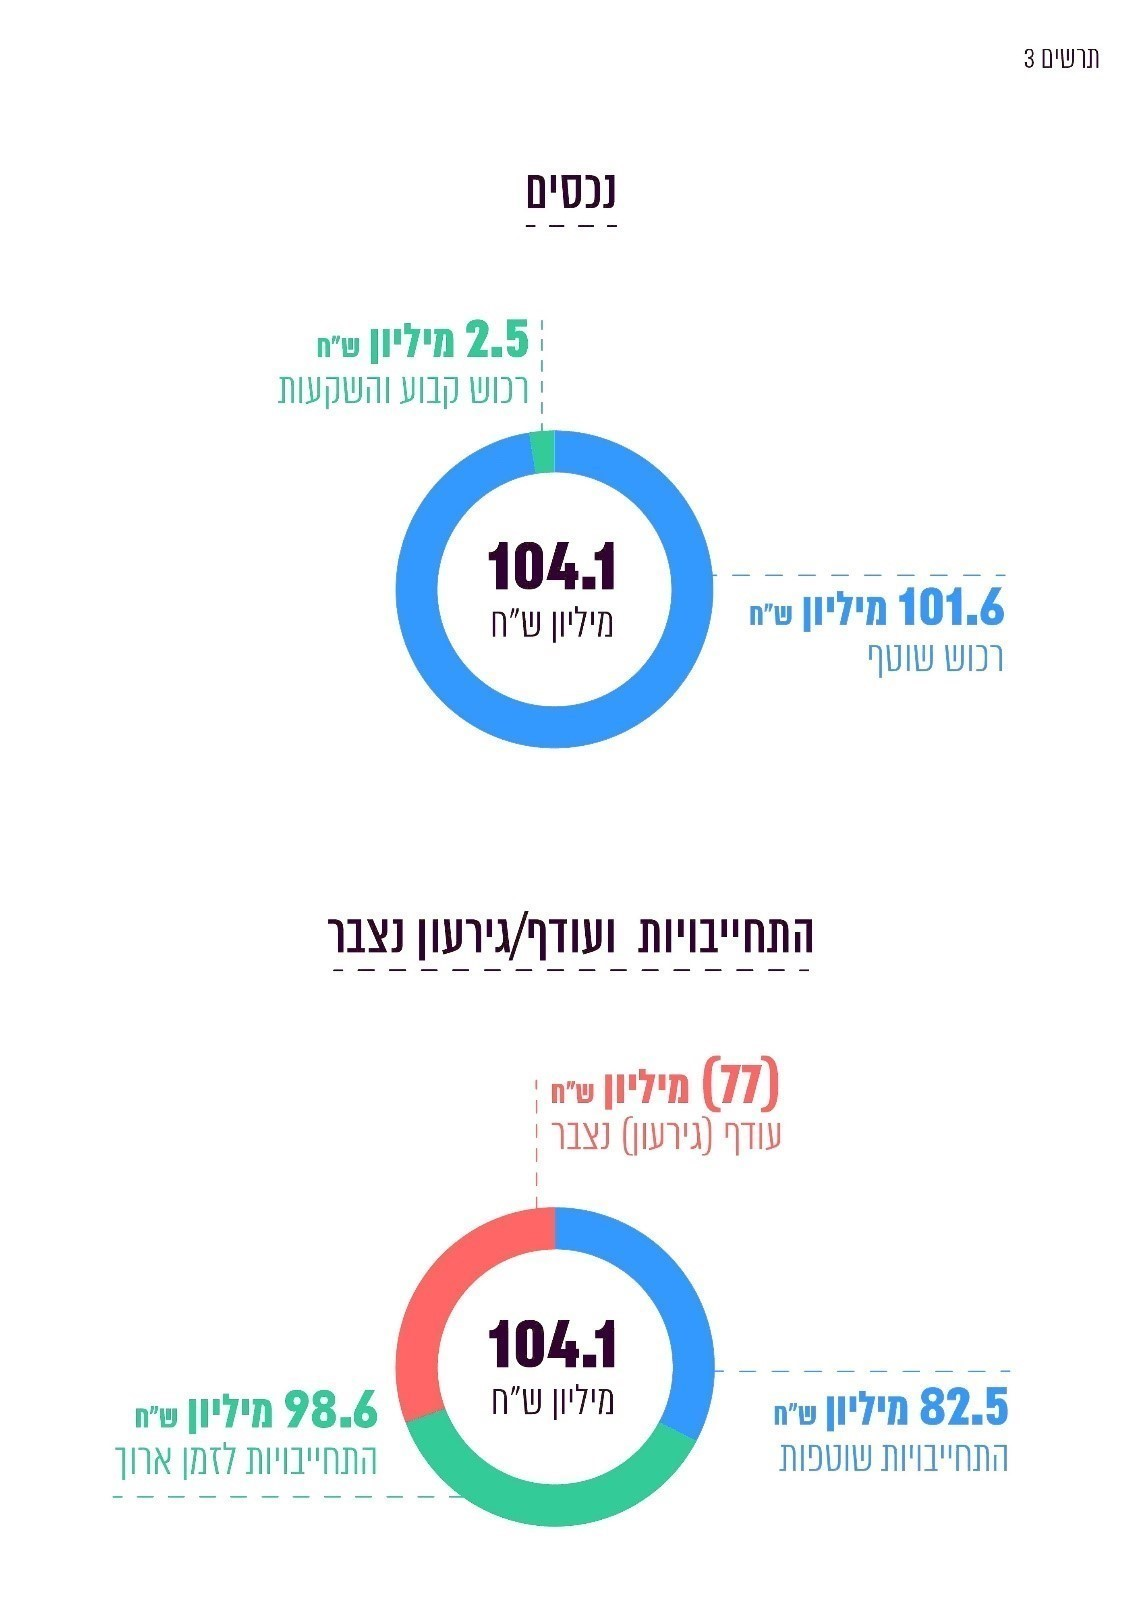 תרשים 3
נכסים
2.5 מיליון ש"ח
רכוש קבוע והשקעות
104.1
מיליון ש"ח
101.6 מיליון ש"ח
רכוש שוטף
התחייבויות ועודף/גירעון נצבר
(77) מיליון ש"ח
עודף (גירעון) נצבר
104.1
מיליון ש"ח
82.5 מיליון ש"ח
התחייבויות שוטפות
98.6 מיליון ש"ח
התחייבויות לזמן ארוך